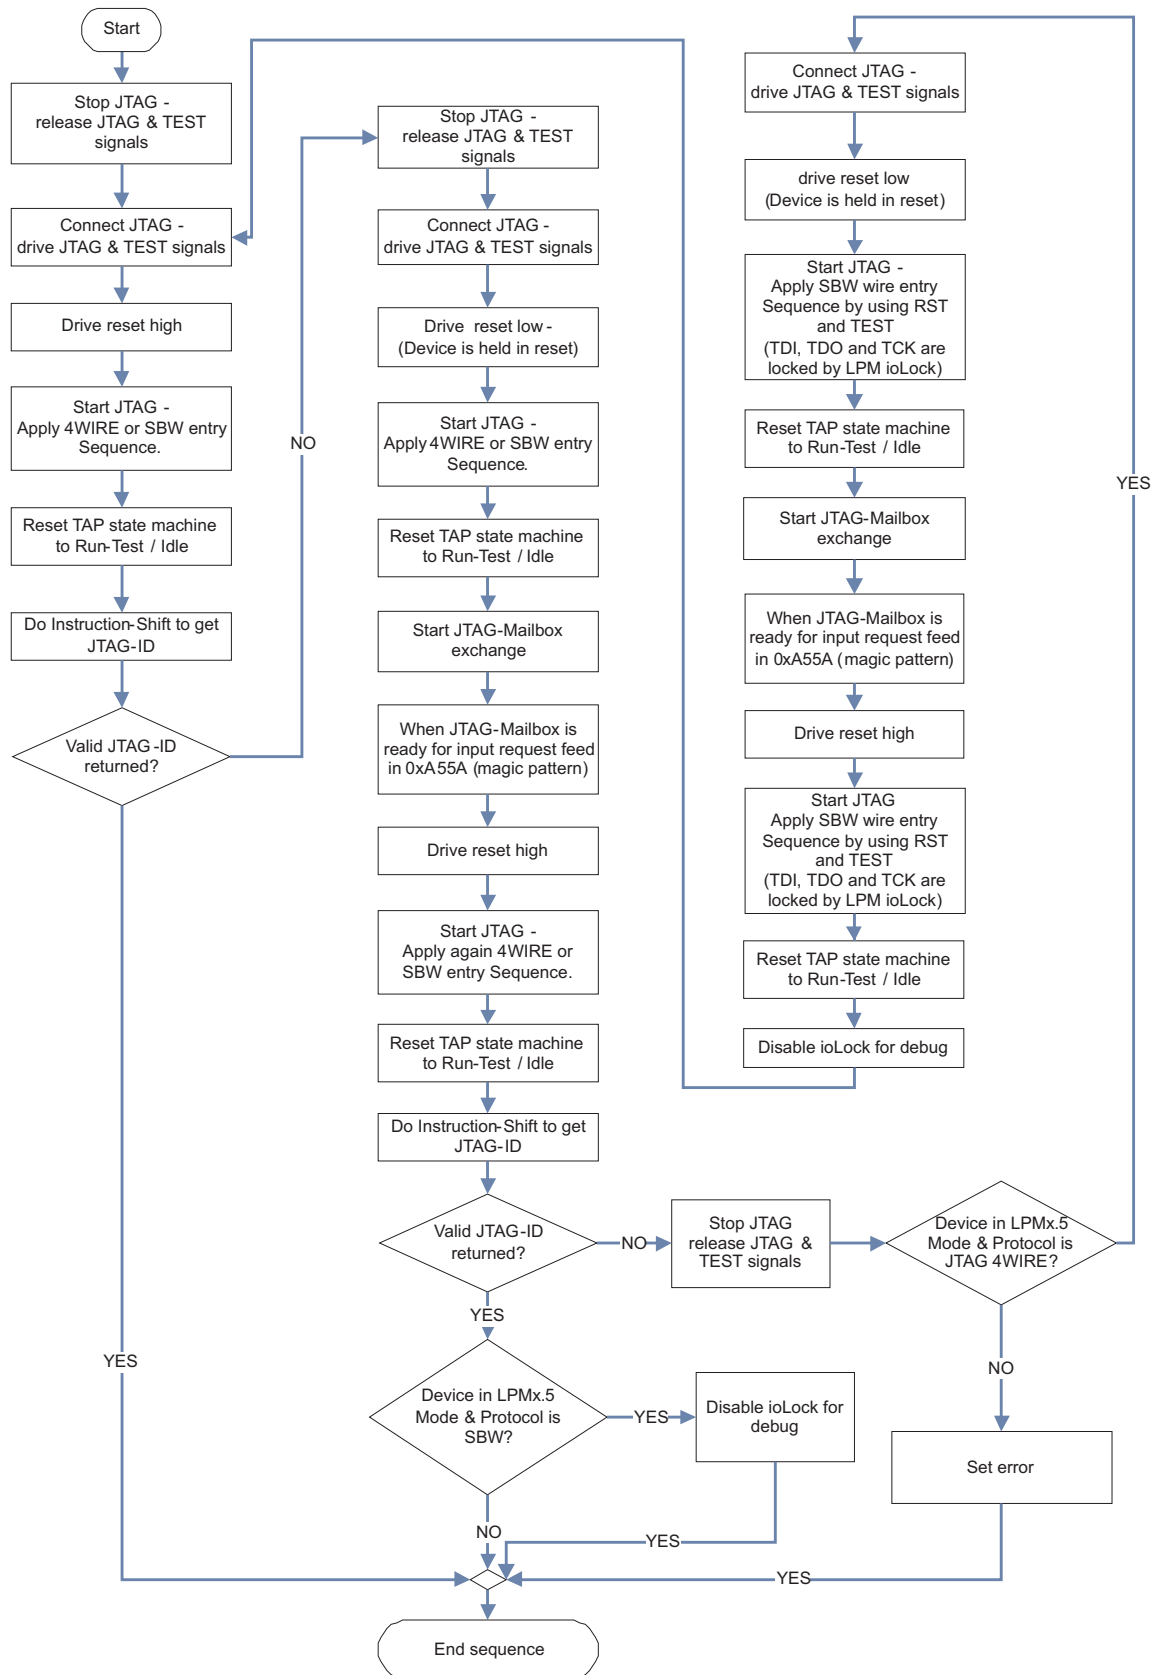 Start
Stop JTAG -
release JTAG & TEST
signals
Connect JTAG -
drive JTAG & TEST signals
Drive reset high
Start JTAG -
Apply 4WIRE or SBW entry
Sequence.
Reset TAP state machine
to Run-Test / Idle
Do Instruction-Shift to get
JTAG-ID
Valid JTAG-ID
returned?
NO
YES
Stop JTAG -
release JTAG & TEST
signals
Connect JTAG -
drive JTAG & TEST signals
Drive reset low-
(Device is held in reset)
Start JTAG -
Apply 4WIRE or SBW entry
Sequence.
Reset TAP state machine
to Run-Test / Idle
Start JTAG-Mailbox
exchange
When JTAG-Mailbox is
ready for input request feed
in 0xA55A (magic pattern)
Drive reset high
Start JTAG -
Apply again 4WIRE or
SBW entry Sequence.
Reset TAP state machine
to Run-Test / Idle
Do Instruction-Shift to get
JTAG-ID
Valid JTAG-ID
returned?
NO
YES
Device in LPMx.5
Mode & Protocol is
SBW?
YES
Disable ioLock for
debug
NO
YES
Stop JTAG
release JTAG &
TEST signals
Device in LPMx.5
Mode & Protocol is
JTAG 4WIRE?
YES
NO
Set error
YES
Connect JTAG -
drive JTAG & TEST signals
drive reset low
(Device is held in reset)
Start JTAG -
Apply SBW wire entry
Sequence by using RST
and TEST
(TDI, TDO and TCK are
locked by LPM ioLock)
Reset TAP state machine
to Run-Test / Idle
Start JTAG-Mailbox
exchange
When JTAG-Mailbox is
ready for input request feed
in 0xA55A (magic pattern)
Drive reset high
Start JTAG
Apply SBW wire entry
Sequence by using RST
and TEST
(TDI, TDO and TCK are
locked by LPM ioLock)
Reset TAP state machine
to Run-Test / Idle
Disable ioLock for debug
End sequence